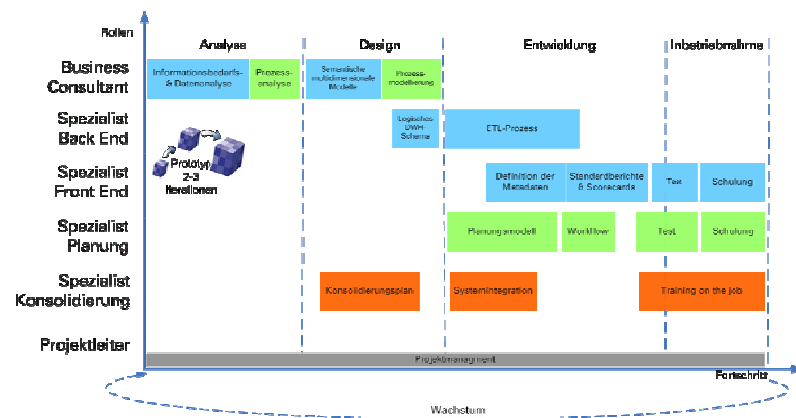 Rollen
Analyse
Design
Entwicklung
Inbetriebnahme
Business
Consultant
Informationsbedarfs-
& Datenanalyse
Prozess-
analyse
Semantische
multidimensionale
Modelle
Prozess-
modellierung
Spezialist
Back End
Logisches
DWH-
Schema
ETL-Prozess
Prototyp
2-3
Iterationen
Spezialist
Front End
Definition der
Metadaten
Standardberichte
& Scorecards
Test
Schulung
Spezialist
Planung
Planungsmodell
Workflow
Test
Schulung
Spezialist
Konsolidierung
Konsolidierungsplan
Systemintegration
Training on the job
Projektleiter
Projektmanagment
Fortschritt
Wachstum